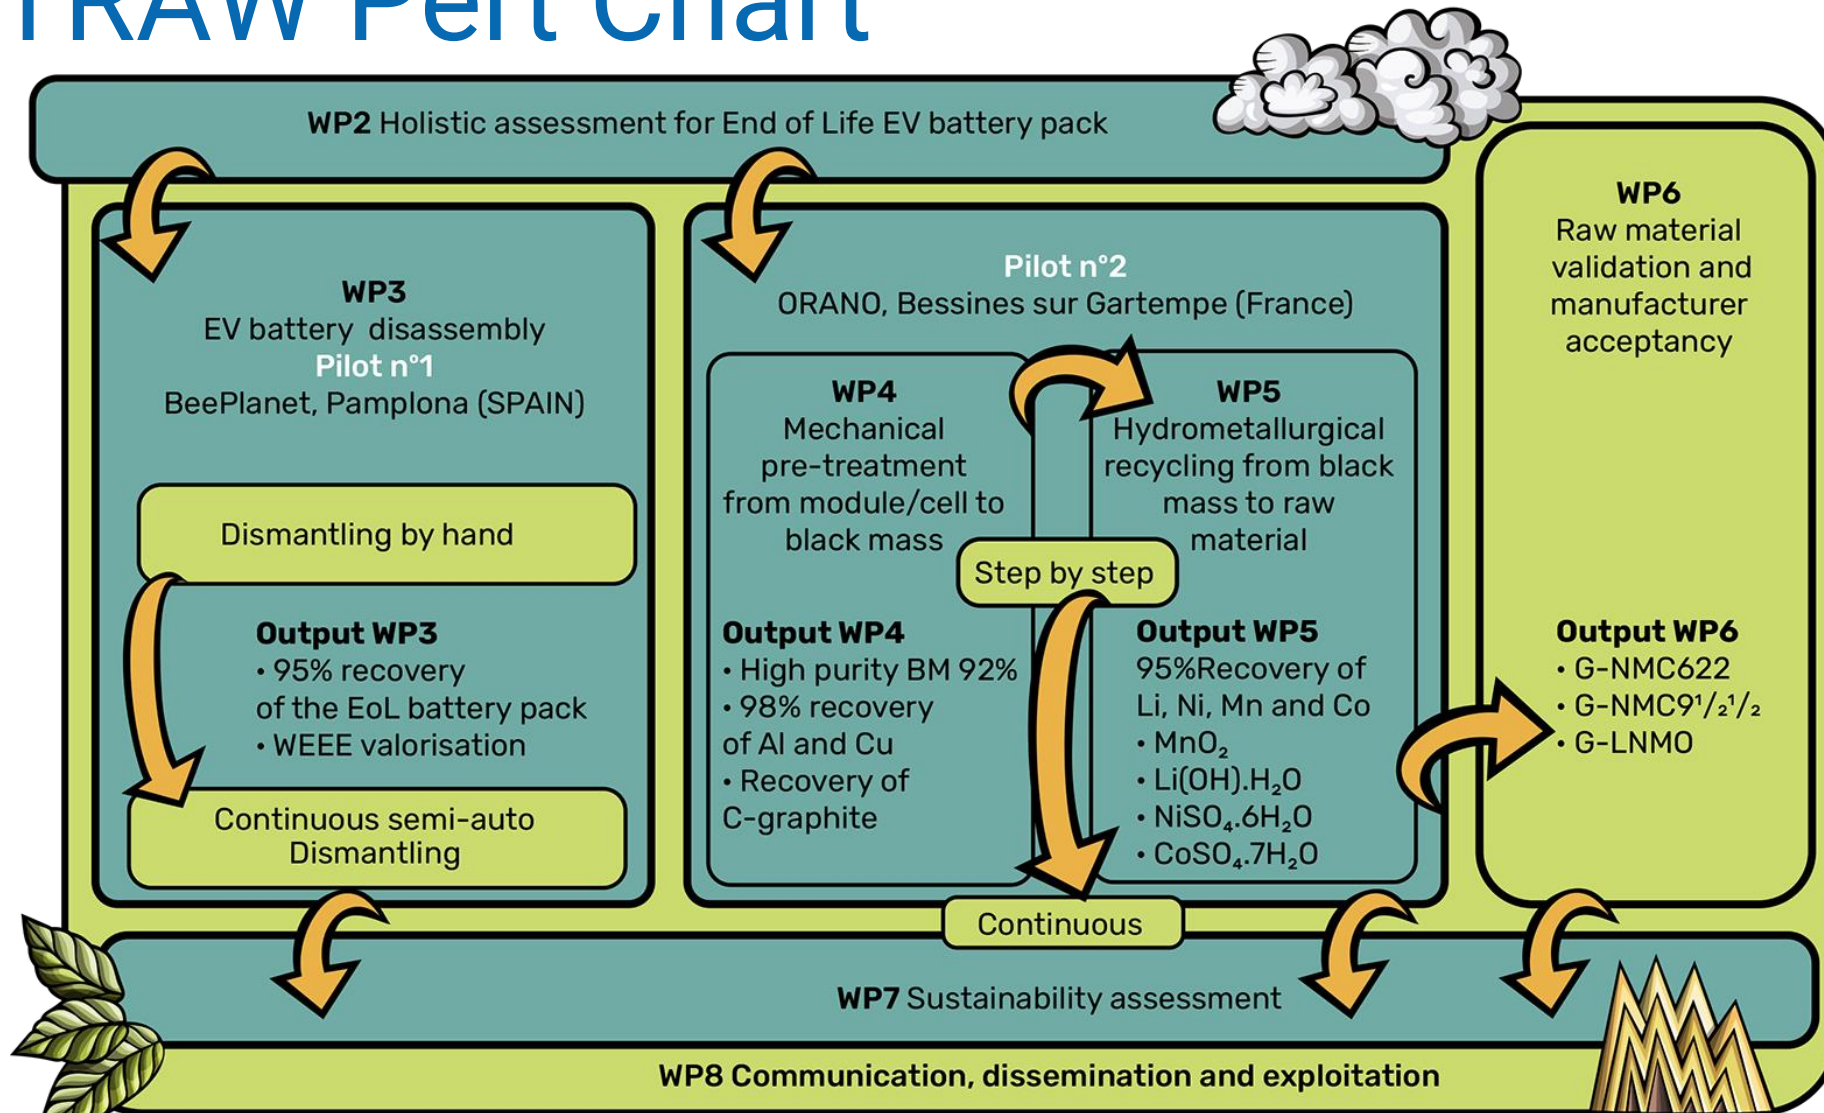 TRAW Pert Chart
WP2 Holistic assessment for End of Life EV battery pack
WP3
EV battery disassembly
Pilot n°1
BeePlanet, Pamplona (SPAIN)
Dismantling by hand
Output WP3
• 95% recovery
of the EoL battery pack
• WEEE valorisation
Continuous semi-auto
Dismantling
Pilot n°2
ORANO, Bessines sur Gartempe (France)
WP4
Mechanical
pre-treatment
from module/cell to
black mass
Output WP4
• High purity BM 92%
• 98% recovery
of Al and Cu
• Recovery of
C-graphite
Step by step
Continuous
WP5
Hydrometallurgical
recycling from black
mass to raw
material
Output WP5
95%Recovery of
Li, Ni, Mn and Co
• MnO₂
• Li(OH).H₂O
• NiSO₄.6H₂O
• CoSO₄.7H₂O
WP6
Raw material
validation and
manufacturer
acceptancy
Output WP6
• G-NMC622
• G-NMC9¹/₂¹/₂
• G-LNMO
WP7 Sustainability assessment
WP8 Communication, dissemination and exploitation